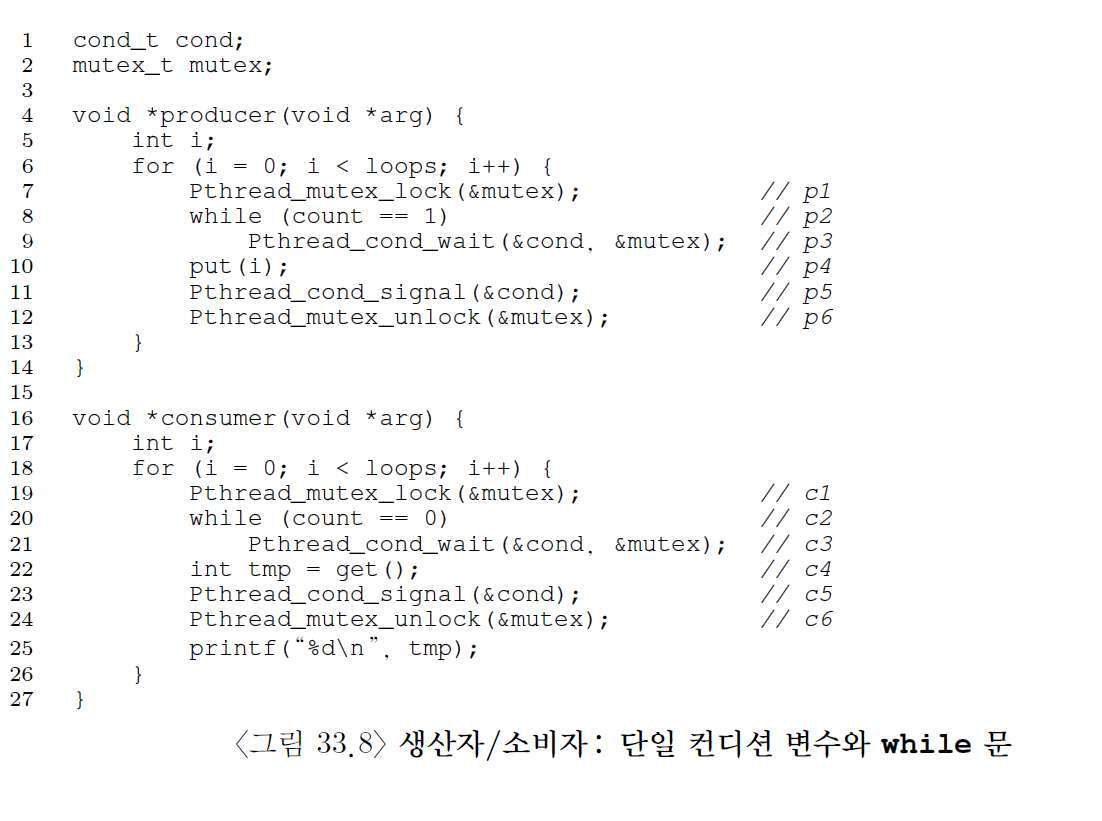 1 cond_t cond;
2 mutex_t mutex;
3
4 void *producer(void *arg) {
5     int i;
6     for (i = 0; i < loops; i++) {
7         Pthread_mutex_lock(&mutex);            // p1
8         while (count == 1)                     // p2
9             Pthread_cond_wait(&cond, &mutex);  // p3
10         put(i);                                // p4
11         Pthread_cond_signal(&cond);            // p5
12         Pthread_mutex_unlock(&mutex);          // p6
13     }
14 }
15
16 void *consumer(void *arg) {
17     int i;
18     for (i = 0; i < loops; i++) {
19         Pthread_mutex_lock(&mutex);            // c1
20         while (count == 0)                     // c2
21             Pthread_cond_wait(&cond, &mutex);  // c3
22         int tmp = get();                       // c4
23         Pthread_cond_signal(&cond);            // c5
24         Pthread_mutex_unlock(&mutex);          // c6
25         printf(“%d\n”, tmp);
26     }
27 }
〈그림 33.8〉 생산자/소비자: 단일 컨디션 변수와 while 문